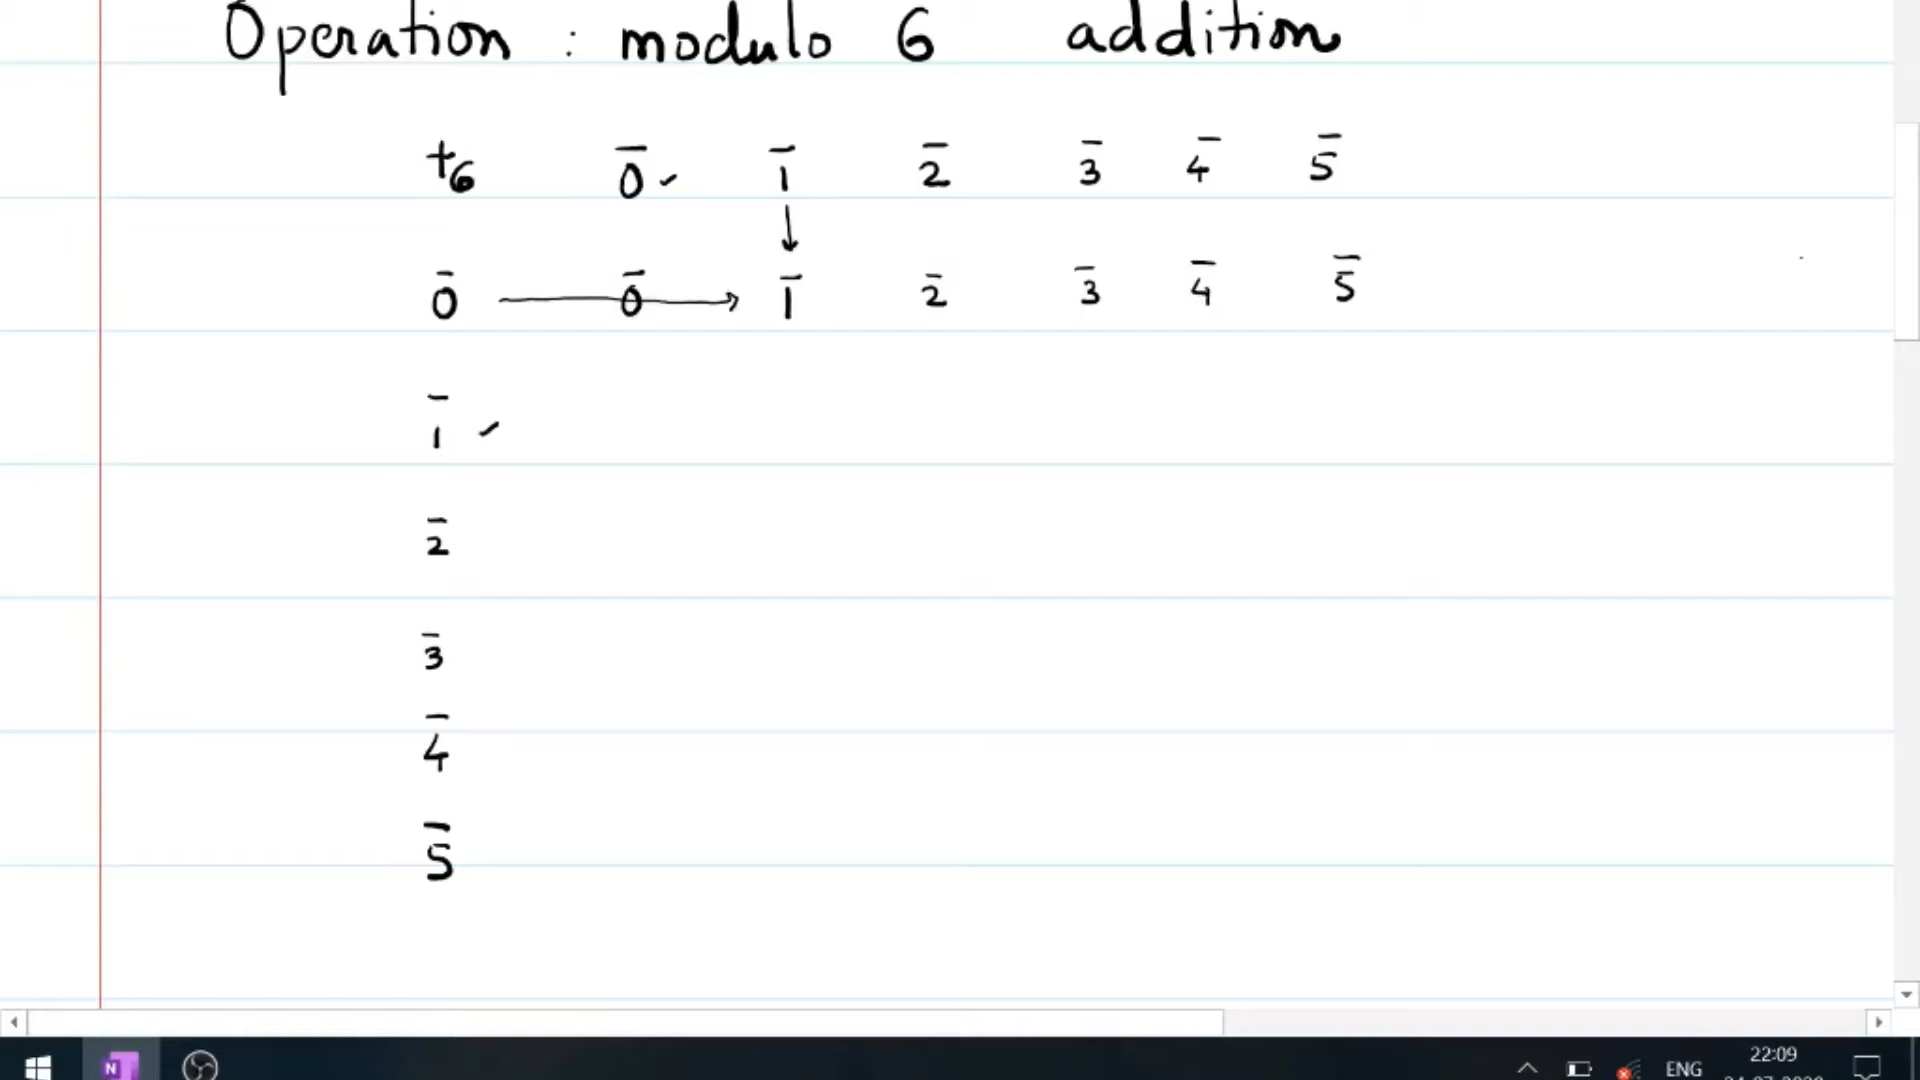 Operation : modulo 6 addition
+6 0̅ 1̅ 2̅ 3̅ 4̅ 5̅
0̅ 0̅ 1̅ 2̅ 3̅ 4̅ 5̅
1̅
2̅
3̅
4̅
5̅
N ENG 22:09